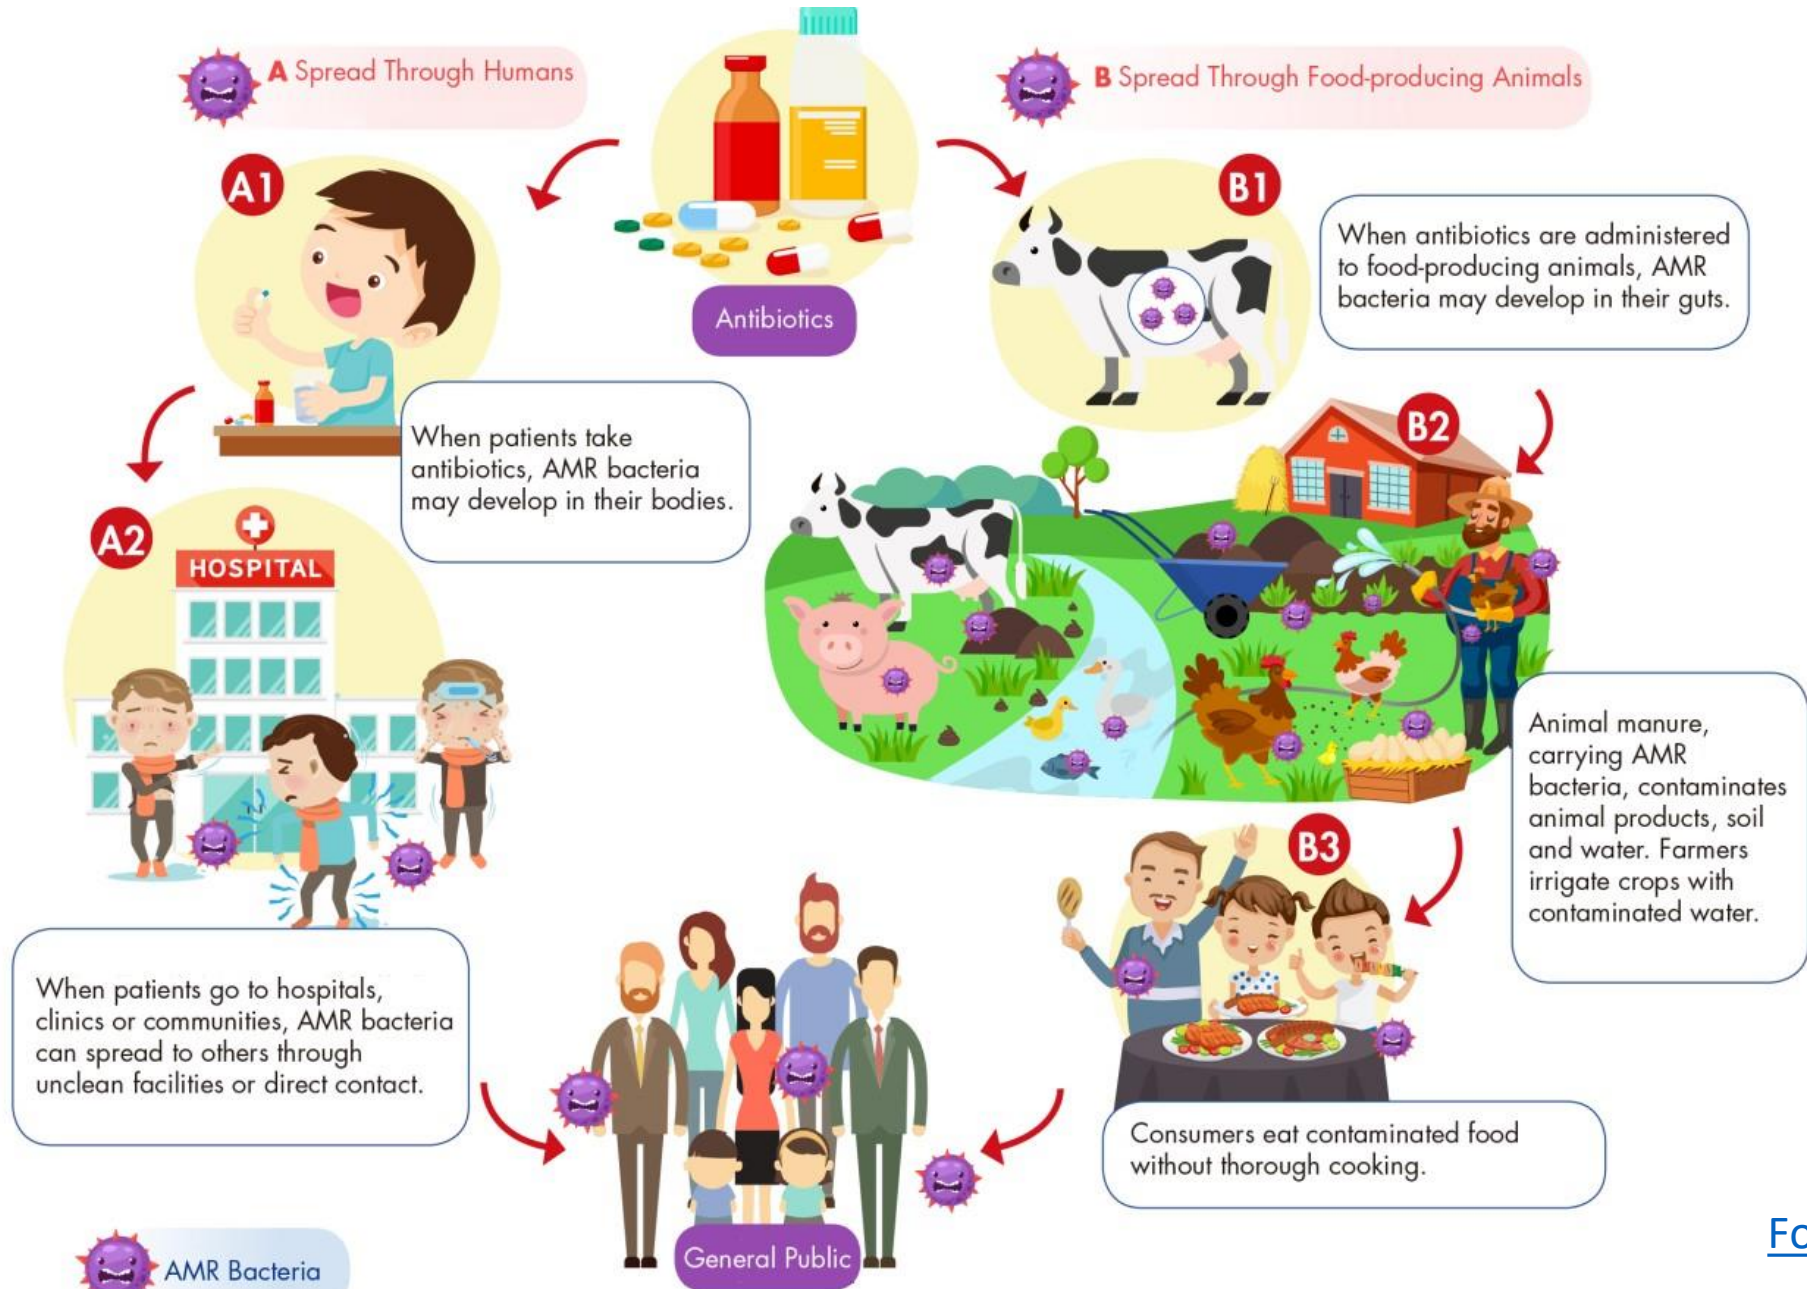 A Spread Through Humans
B Spread Through Food-producing Animals
A1
Antibiotics
B1
When antibiotics are administered
to food-producing animals, AMR
bacteria may develop in their guts.
When patients take
antibiotics, AMR bacteria
may develop in their bodies.
A2
HOSPITAL
B2
Animal manure,
carrying AMR
bacteria, contaminates
animal products, soil
and water. Farmers
irrigate crops with
contaminated water.
When patients go to hospitals,
clinics or communities, AMR bacteria
can spread to others through
unclean facilities or direct contact.
B3
Consumers eat contaminated food
without thorough cooking.
General Public
AMR Bacteria